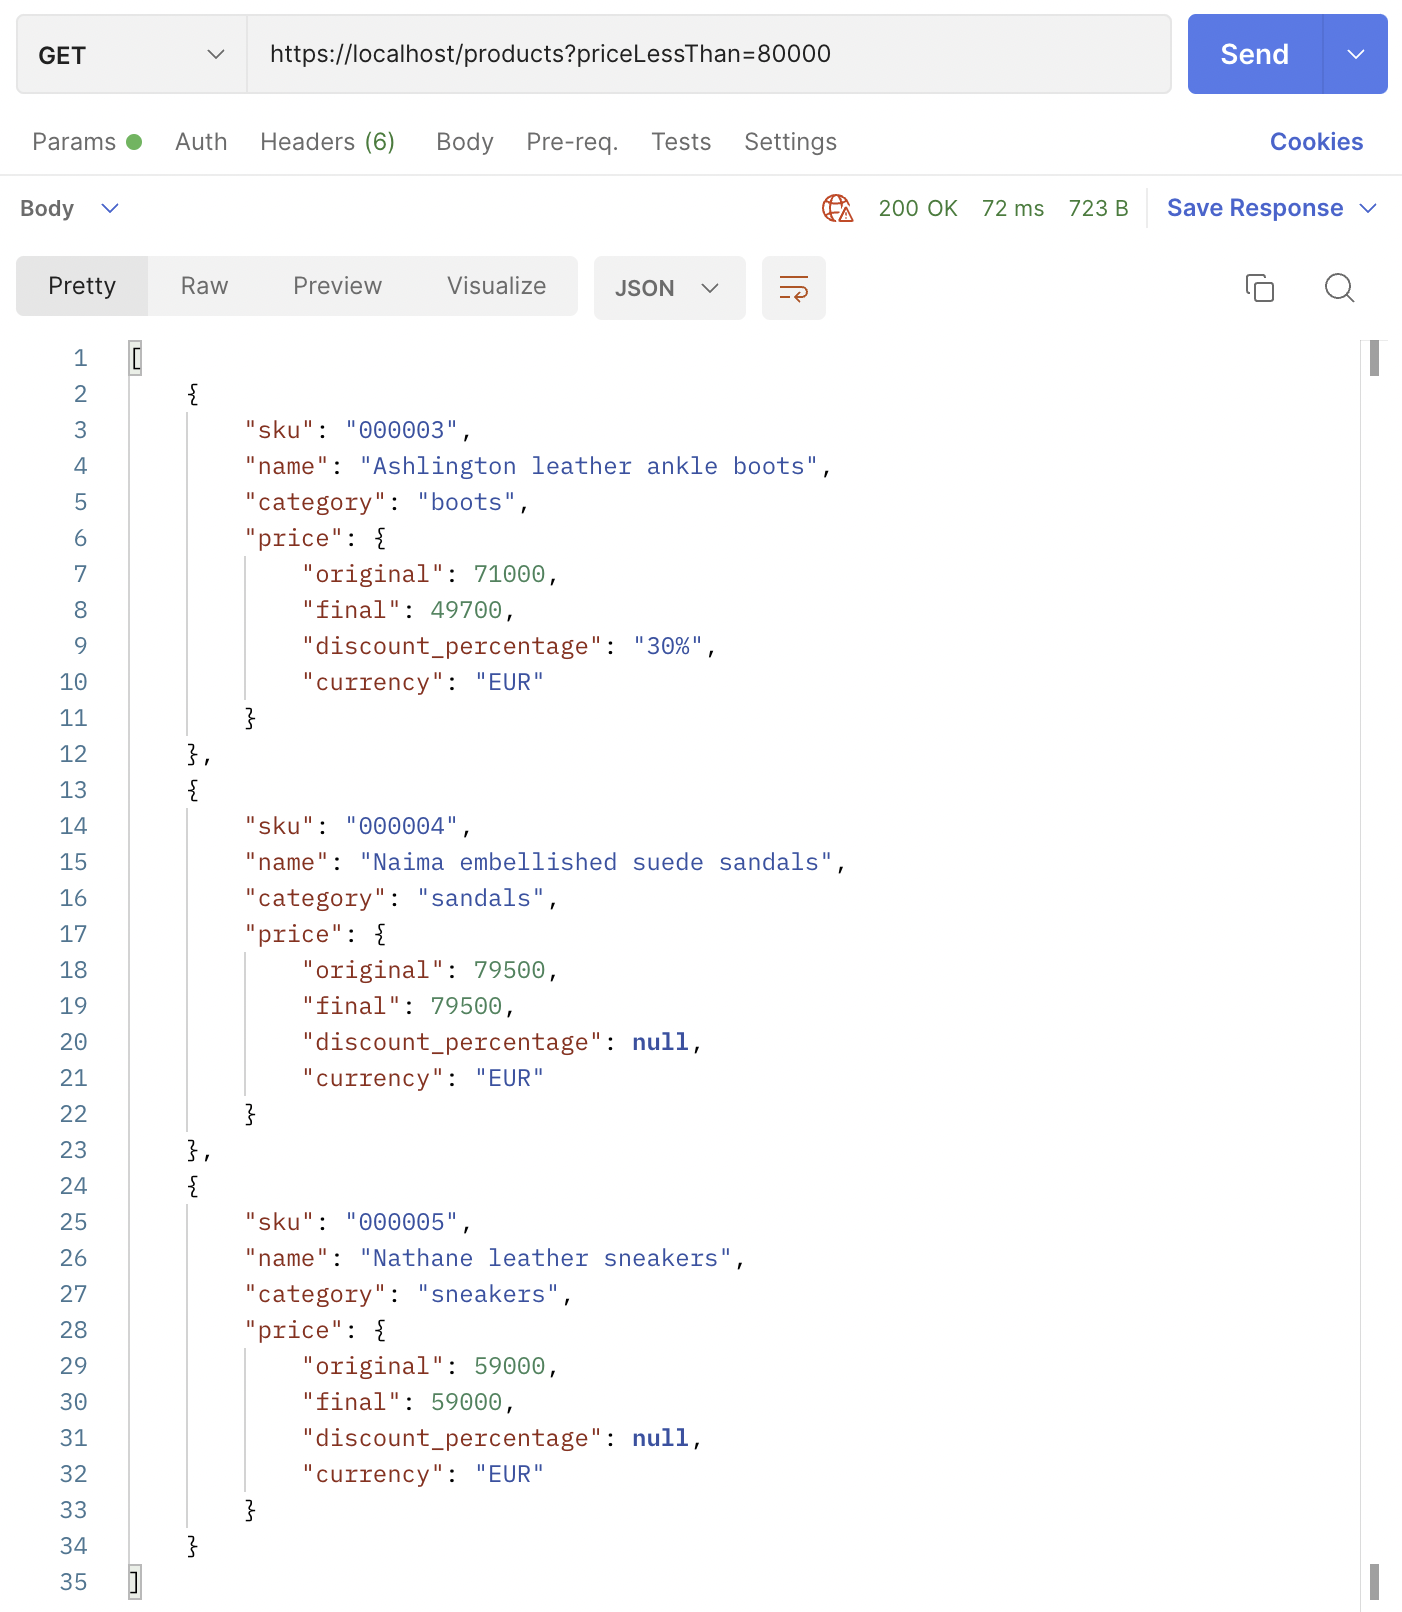 GET https://localhost/products?priceLessThan=80000 Send
Params Auth Headers (6) Body Pre-req. Tests Settings Cookies
Body 200 OK 72 ms 723 B Save Response
Pretty Raw Preview Visualize JSON
1 [
2 {
3 "sku": "000003",
4 "name": "Ashlington leather ankle boots",
5 "category": "boots",
6 "price": {
7 "original": 71000,
8 "final": 49700,
9 "discount_percentage": "30%",
10 "currency": "EUR"
11 }
12 },
13 {
14 "sku": "000004",
15 "name": "Naima embellished suede sandals",
16 "category": "sandals",
17 "price": {
18 "original": 79500,
19 "final": 79500,
20 "discount_percentage": null,
21 "currency": "EUR"
22 }
23 },
24 {
25 "sku": "000005",
26 "name": "Nathane leather sneakers",
27 "category": "sneakers",
28 "price": {
29 "original": 59000,
30 "final": 59000,
31 "discount_percentage": null,
32 "currency": "EUR"
33 }
34 }
35 ]